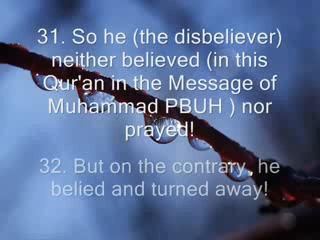 31. So he (the disbeliever)
neither believed (in this
Qur'an in the Message of
Muhammad PBUH ) nor
prayed!
32. But on the contrary, he
belied and turned away!